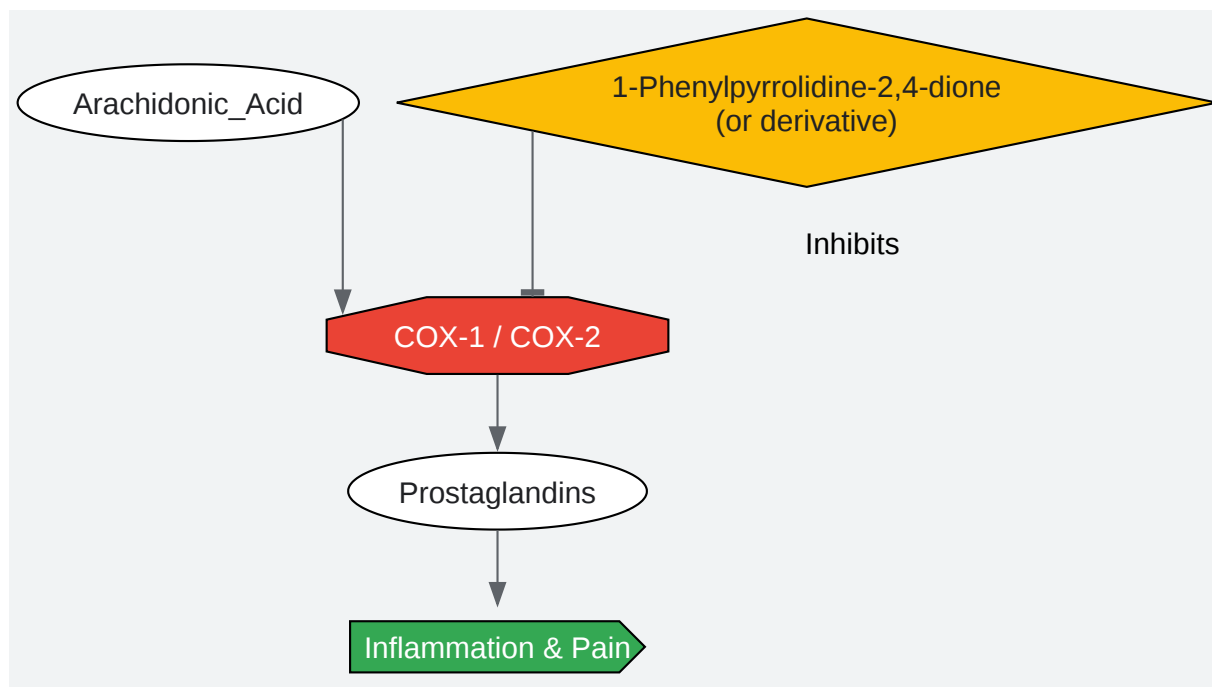 Arachidonic_Acid
1-Phenylpyrrolidine-2,4-dione
(or derivative)
Inhibits
COX-1 / COX-2
Prostaglandins
Inflammation & Pain